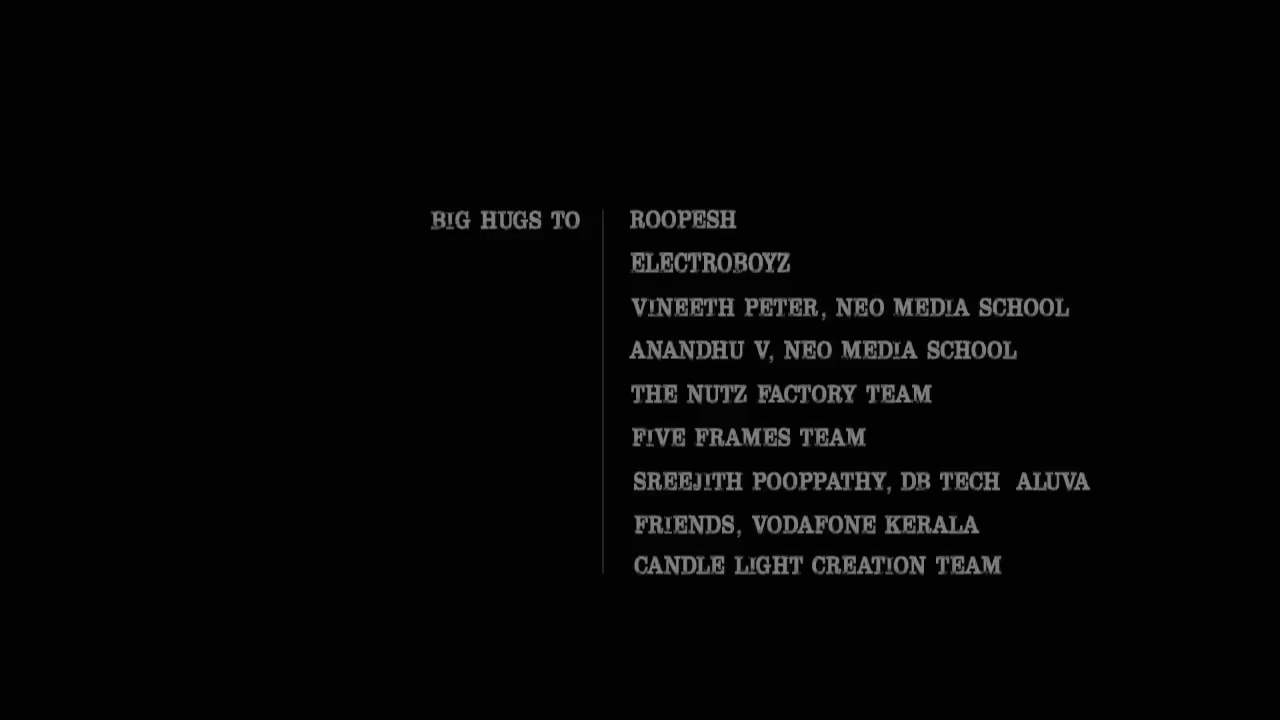 BIG HUGS TO
ROOPESH
ELECTROBOYZ
VINEETH PETER, NEO MEDIA SCHOOL
ANANDHU V, NEO MEDIA SCHOOL
THE NUTZ FACTORY TEAM
FIVE FRAMES TEAM
SREEJITH POOPPATHY, DB TECH  ALUVA
FRIENDS, VODAFONE KERALA
CANDLE LIGHT CREATION TEAM